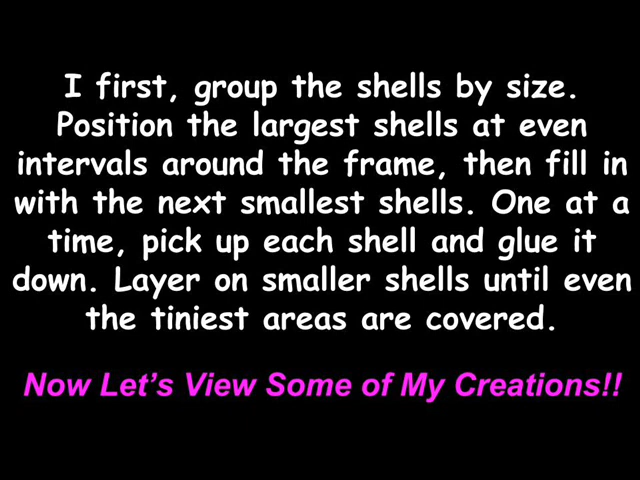 I first, group the shells by size.
Position the largest shells at even
intervals around the frame, then fill in
with the next smallest shells. One at a
time, pick up each shell and glue it
down. Layer on smaller shells until even
the tiniest areas are covered.
Now Let’s View Some of My Creations!!